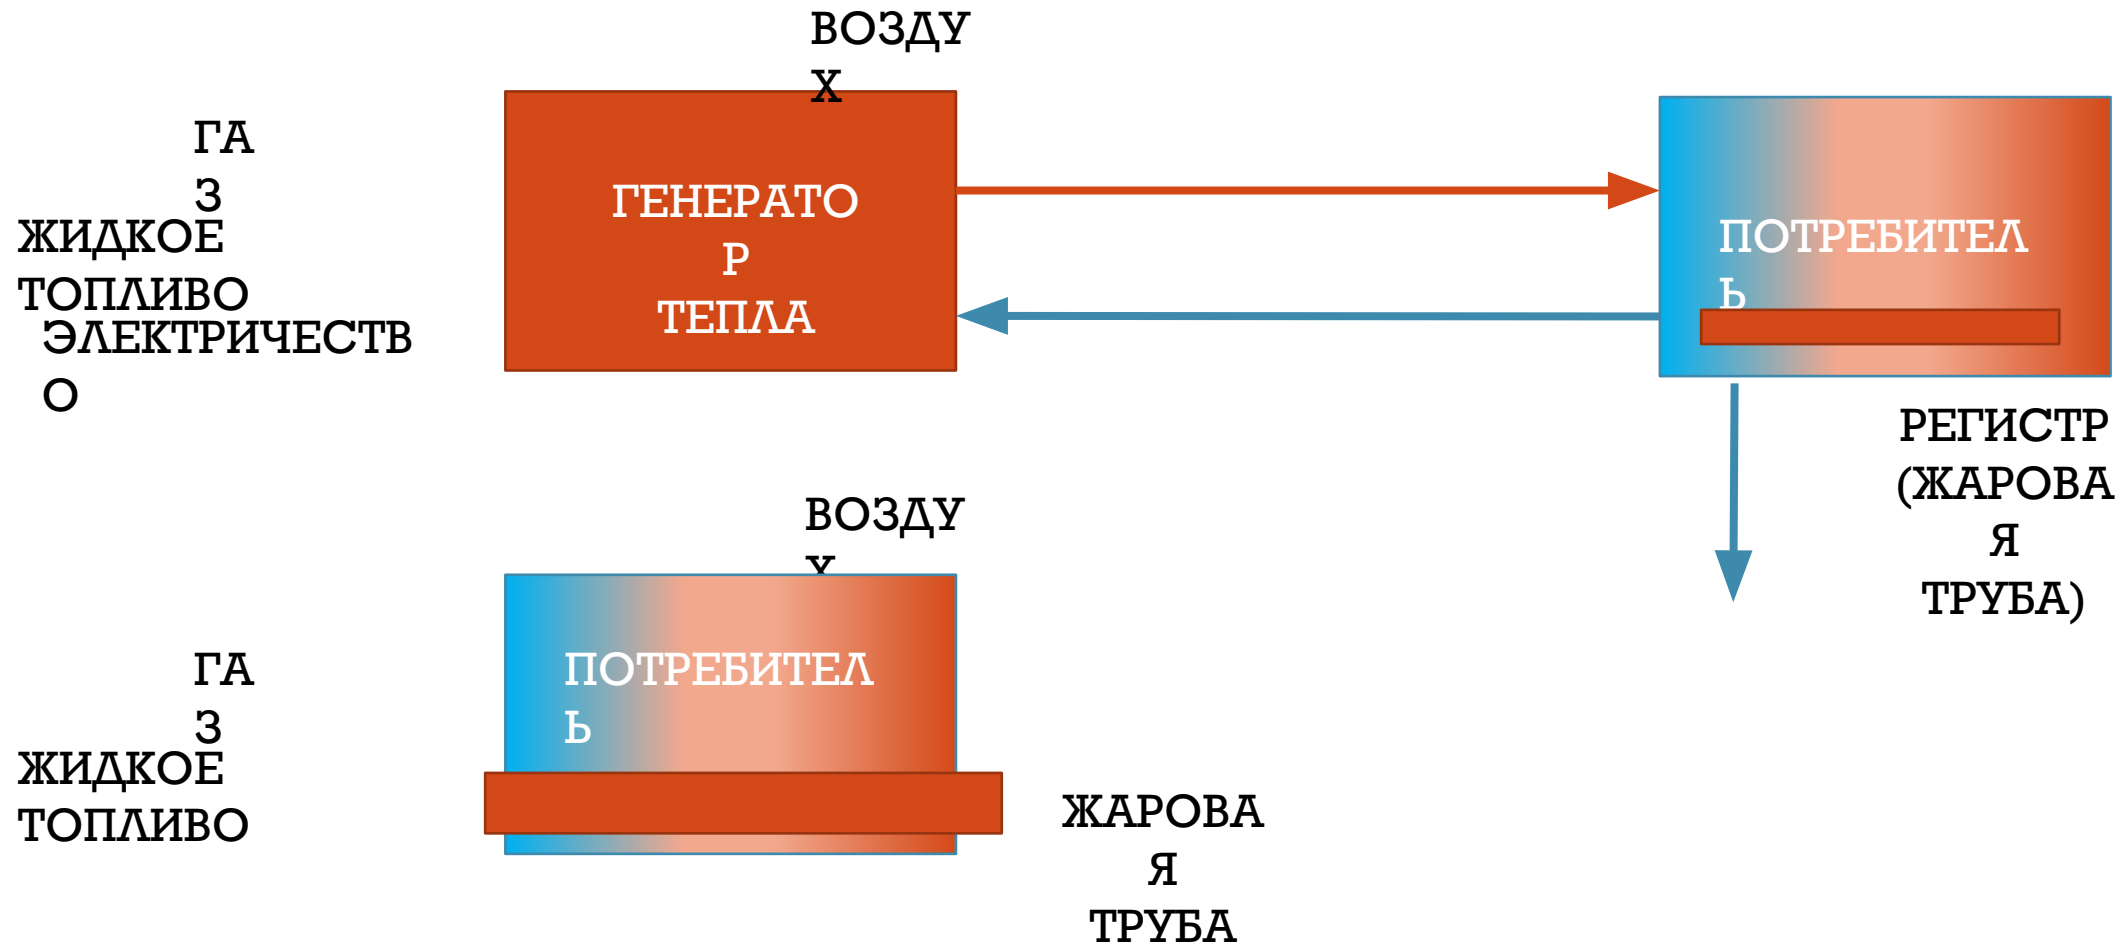 ВОЗДУ
Х
ГА
З
ЖИДКОЕ
ТОПЛИВО
ЭЛЕКТРИЧЕСТВ
О
ГЕНЕРАТО
Р
ТЕПЛА
ПОТРЕБИТЕЛ
Ь
РЕГИСТР
(ЖАРОВА
Я
ТРУБА)
ВОЗДУ
Х
ГА
З
ЖИДКОЕ
ТОПЛИВО
ПОТРЕБИТЕЛ
Ь
ЖАРОВА
Я
ТРУБА